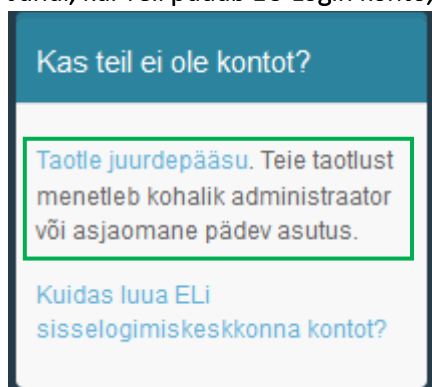 Kas teil ei ole kontot?
Taotle juurdepääsu. Teie taotlust
menetleb kohalik administraator
või asjaomane pädev asutus.
Kuidas luua ELi
sisselogimiskeskkonna kontot?